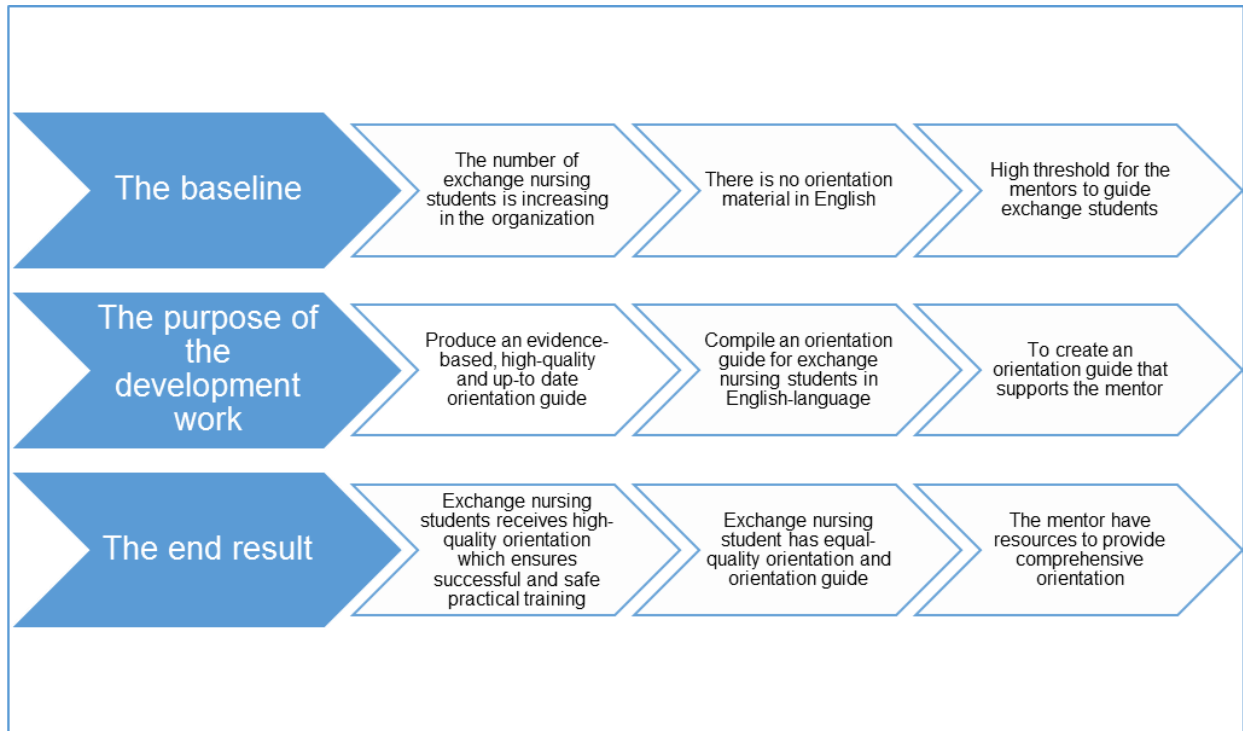 The baseline
The number of
exchange nursing
students is increasing
in the organization
There is no orientation
material in English
High threshold for the
mentors to guide
exchange students
The purpose of
the
development
work
Produce an evidence-
based, high-quality
and up-to date
orientation guide
Compile an orientation
guide for exchange
nursing students in
English-language
To create an
orientation guide that
supports the mentor
The end result
Exchange nursing
students receives high-
quality orientation
which ensures
successful and safe
practical training
Exchange nursing
student has equal-
quality orientation and
orientation guide
The mentor have
resources to provide
comprehensive
orientation